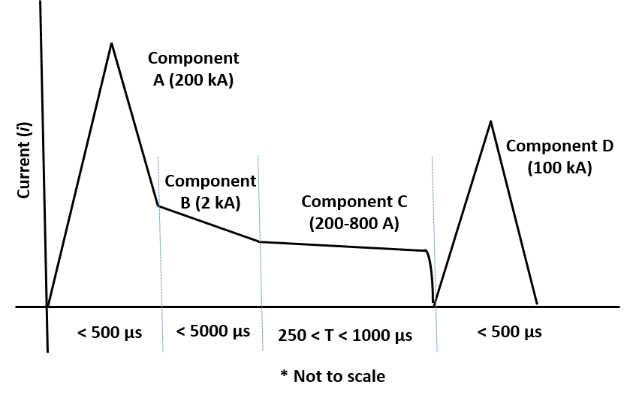 Component
A (200 kA)
Component D
(100 kA)
Current (i)
Component
B (2 kA)
Component C
(200-800 A)
< 500 µs
< 5000 µs
250 < T < 1000 µs
< 500 µs
* Not to scale